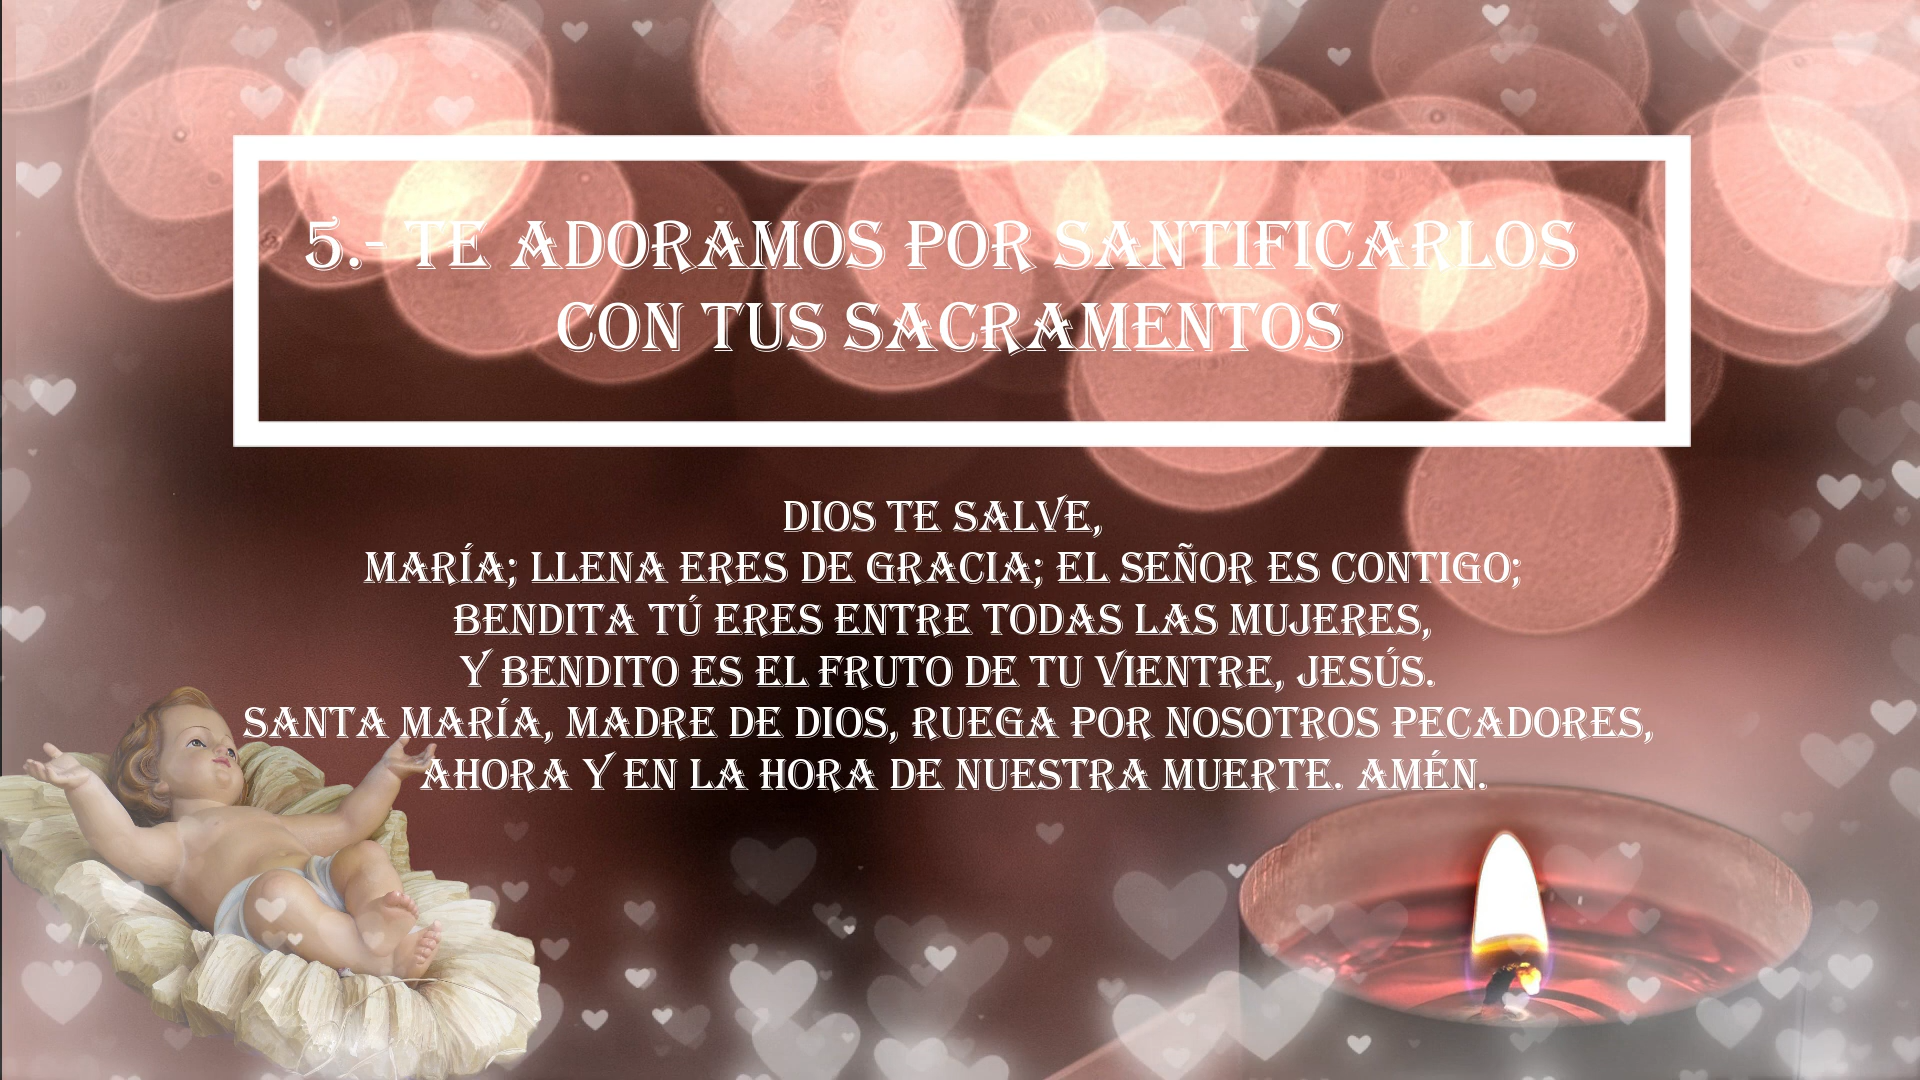 5.- TE ADORAMOS POR SANTIFICARLOS
CON TUS SACRAMENTOS
DIOS TE SALVE,
MARÍA; LLENA ERES DE GRACIA; EL SEÑOR ES CONTIGO;
BENDITA TÚ ERES ENTRE TODAS LAS MUJERES,
Y BENDITO ES EL FRUTO DE TU VIENTRE, JESÚS.
SANTA MARÍA, MADRE DE DIOS, RUEGA POR NOSOTROS PECADORES,
AHORA Y EN LA HORA DE NUESTRA MUERTE. AMÉN.